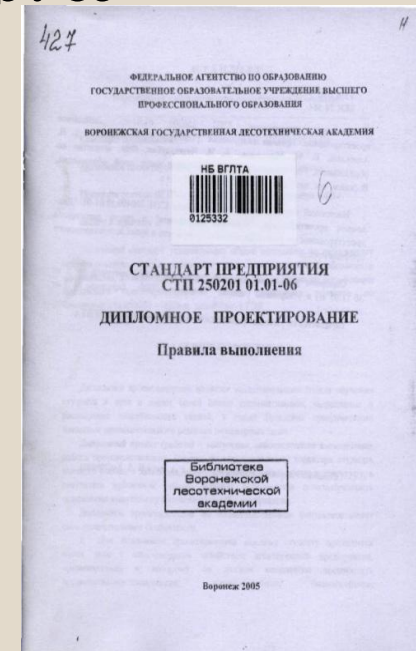 427
ФЕДЕРАЛЬНОЕ АГЕНТСТВО ПО ОБРАЗОВАНИЮ
ГОСУДАРСТВЕННОЕ ОБРАЗОВАТЕЛЬНОЕ УЧРЕЖДЕНИЕ ВЫСШЕГО
ПРОФЕССИОНАЛЬНОГО ОБРАЗОВАНИЯ
ВОРОНЕЖСКАЯ ГОСУДАРСТВЕННАЯ ЛЕСОТЕХНИЧЕСКАЯ АКАДЕМИЯ
НБ ВГЛТА
0125332
СТАНДАРТ ПРЕДПРИЯТИЯ
СТП 250201 01.01-06
ДИПЛОМНОЕ ПРОЕКТИРОВАНИЕ
Правила выполнения
Библиотека
Воронежской
лесотехнической
академии
Воронеж 2005